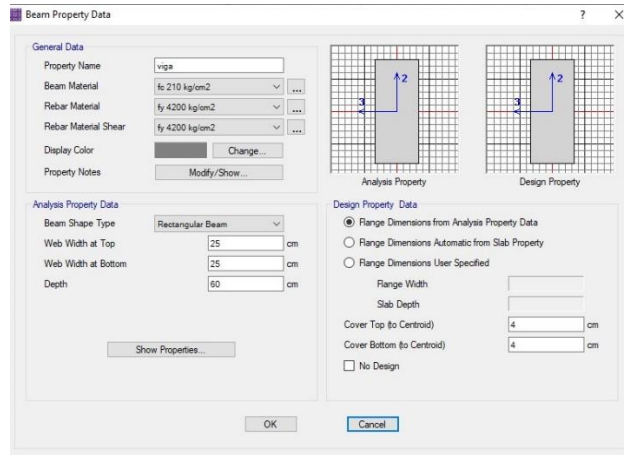 Beam Property Data
? X
General Data
Property Name viga
Beam Material fc 210 kg/cm2 ...
Rebar Material fy 4200 kg/cm2 ...
Rebar Material Shear fy 4200 kg/cm2 ...
Display Color Change...
Property Notes Modify/Show...
2
3
Analysis Property
2
3
Design Property
Analysis Property Data
Beam Shape Type Rectangular Beam
Web Width at Top 25 cm
Web Width at Bottom 25 cm
Depth 60 cm
Show Properties...
Design Property Data
Flange Dimensions from Analysis Property Data
Flange Dimensions Automatic from Slab Property
Flange Dimensions User Specified
Flange Width
Slab Depth
Cover Top (to Centroid) 4 cm
Cover Bottom (to Centroid) 4 cm
No Design
OK Cancel